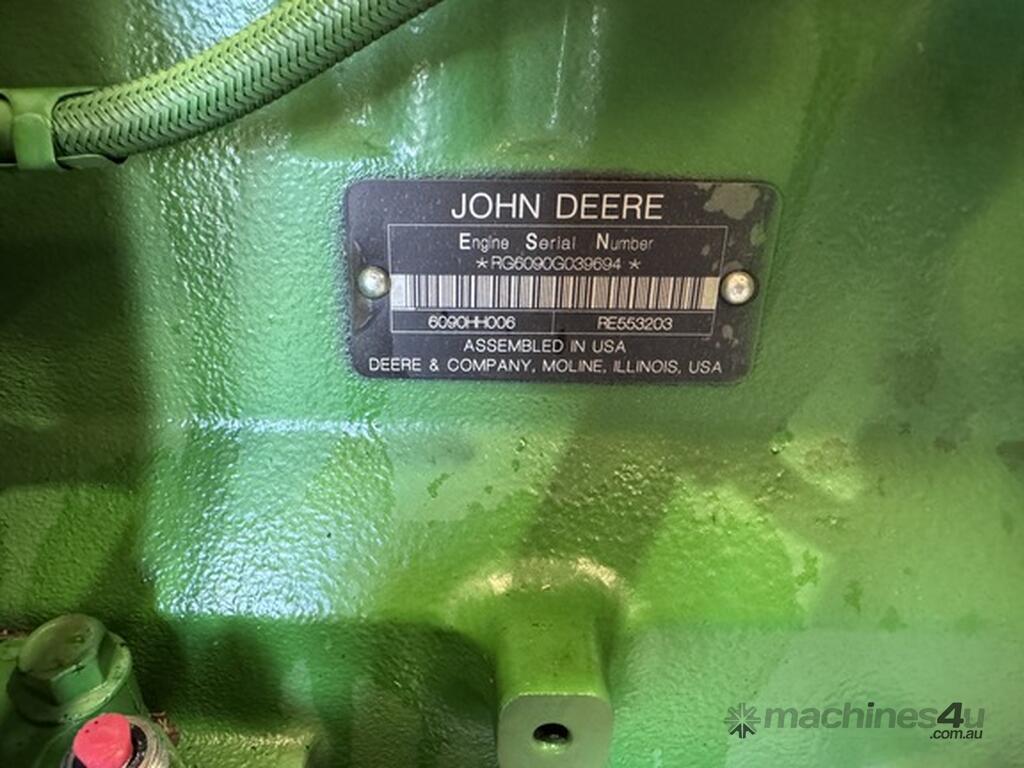 JOHN DEERE
Engine Serial Number
*RG6090G039694*
6090HH006 RE553203
ASSEMBLED IN USA
DEERE & COMPANY, MOLINE, ILLINOIS, USA
machines4u
.com.au